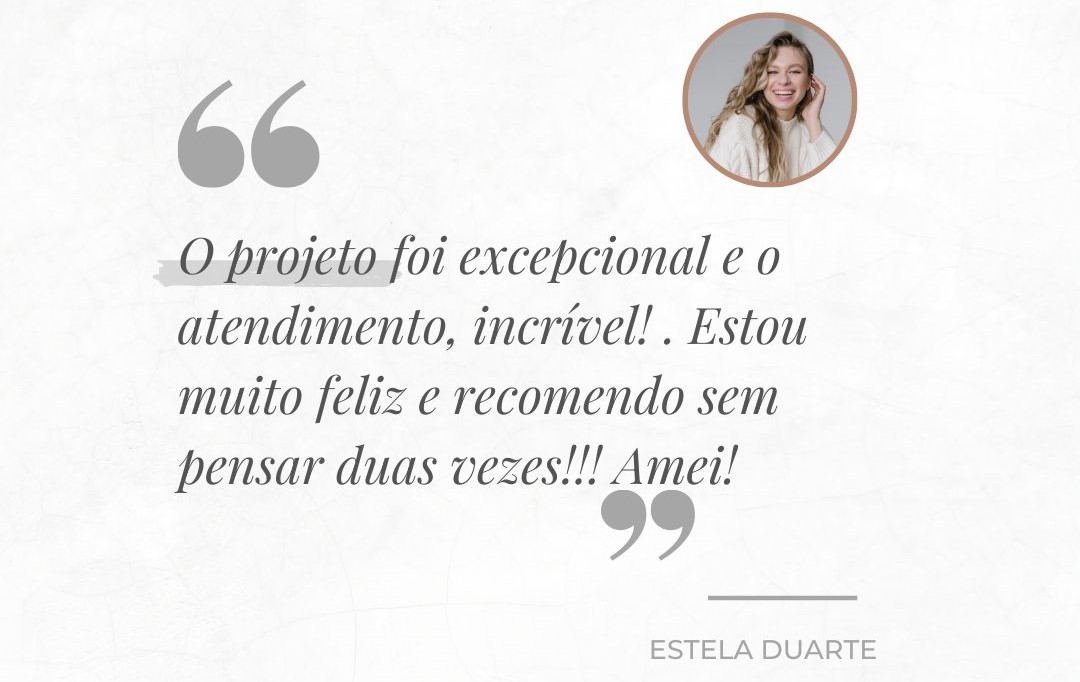 “
O projeto foi excepcional e o
atendimento, incrível! . Estou
muito feliz e recomendo sem
pensar duas vezes!!! Amei!
”
ESTELA DUARTE